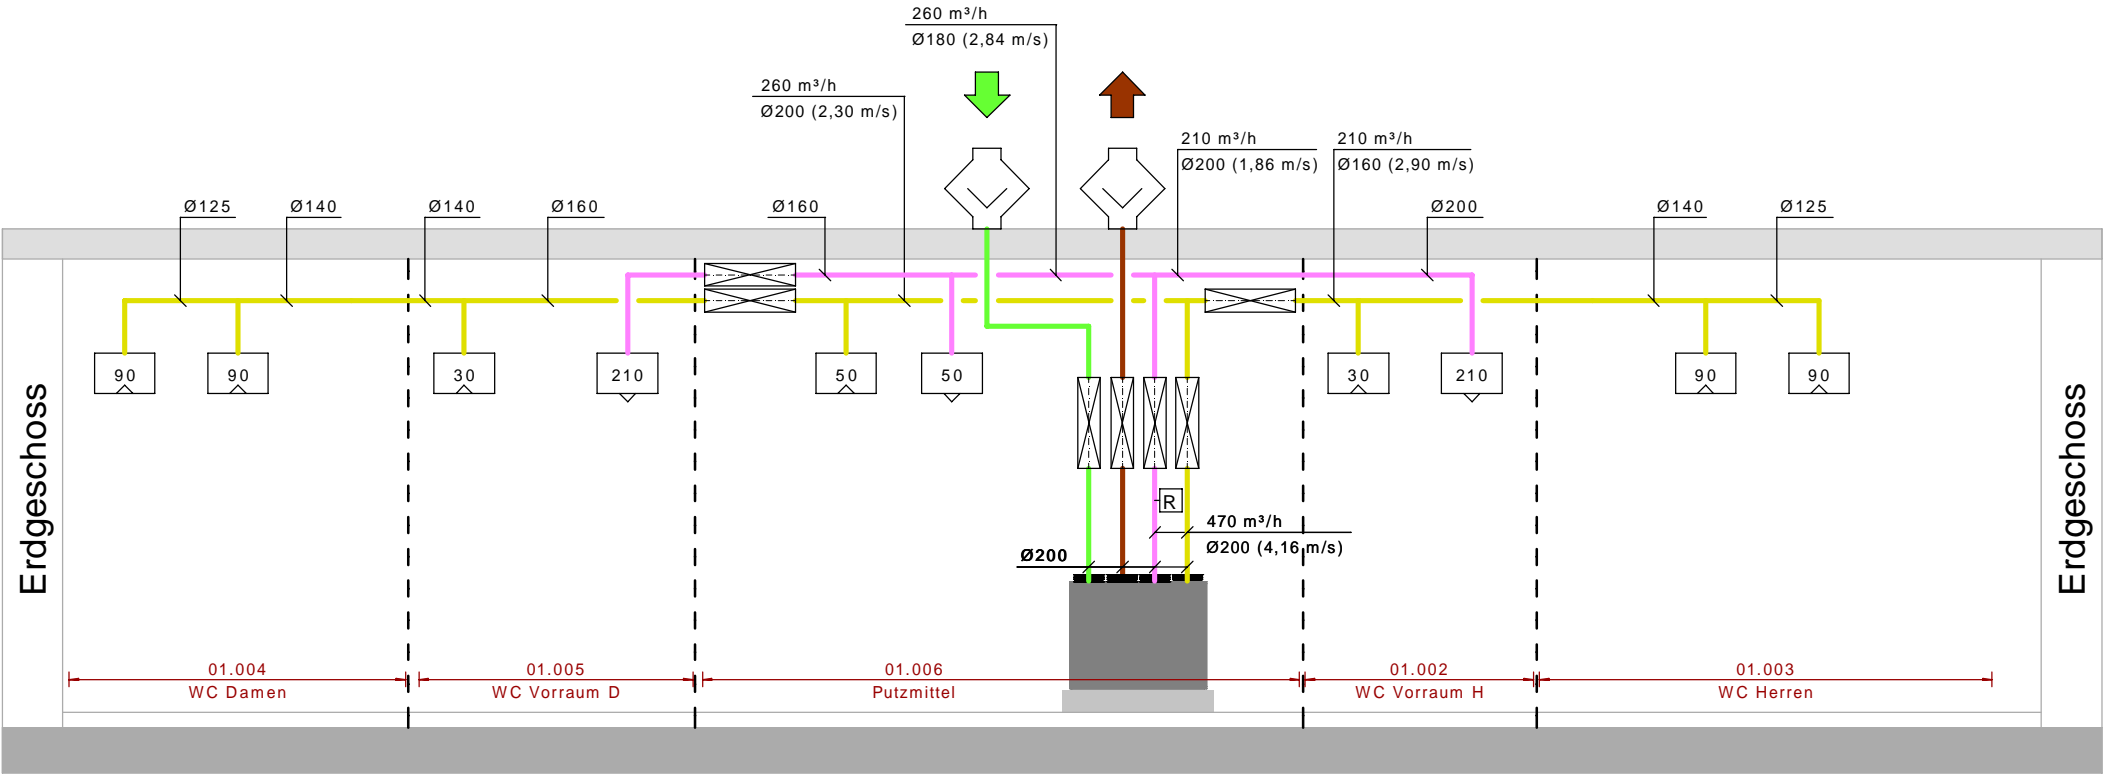 260 m³/h
Ø180 (2,84 m/s)
260 m³/h
Ø200 (2,30 m/s)
210 m³/h
Ø200 (1,86 m/s)
210 m³/h
Ø160 (2,90 m/s)
Ø125
Ø140
Ø140
Ø160
Ø160
Ø200
Ø140
Ø125
90
90
30
210
50
50
30
210
90
90
Erdgeschoss
Erdgeschoss
R
470 m³/h
Ø200 (4,16 m/s)
Ø200
01.004
WC Damen
01.005
WC Vorraum D
01.006
Putzmittel
01.002
WC Vorraum H
01.003
WC Herren